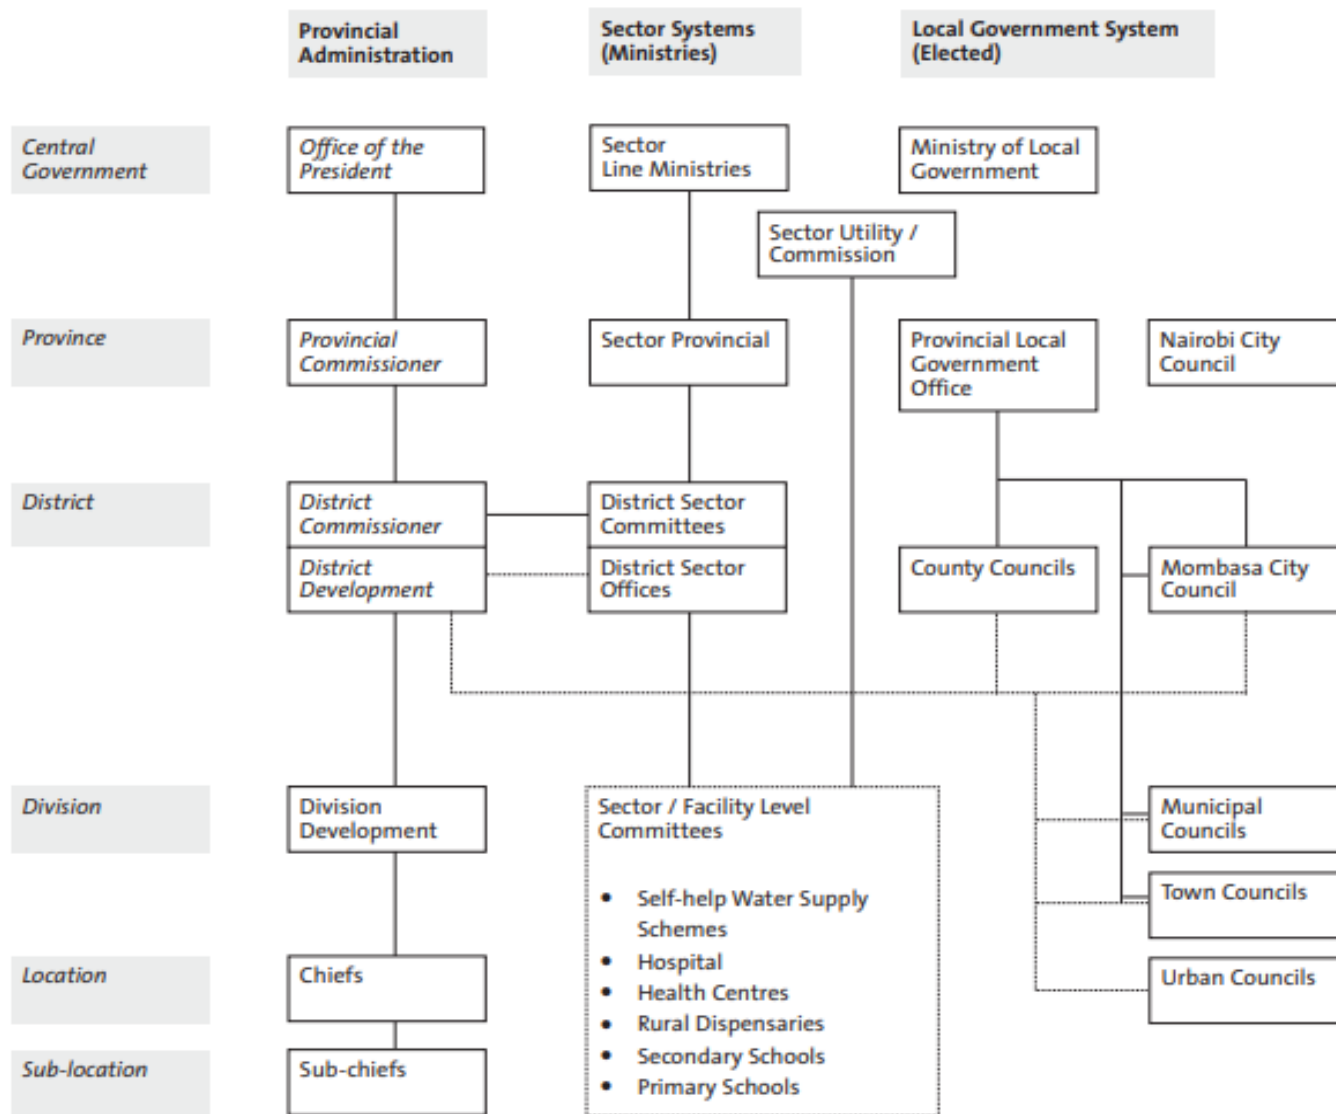 Provincial
Administration
Sector Systems
(Ministries)
Local Government System
(Elected)
Central
Government
Office of the
President
Sector
Line Ministries
Ministry of Local
Government
Sector Utility /
Commission
Province
Provincial
Commissioner
Sector Provincial
Provincial Local
Government
Office
Nairobi City
Council
District
District
Commissioner
District Sector
Committees
District
Development
District Sector
Offices
County Councils
Mombasa City
Council
Division
Division
Development
Sector / Facility Level
Committees
• Self-help Water Supply
Schemes
• Hospital
• Health Centres
• Rural Dispensaries
• Secondary Schools
• Primary Schools
Municipal
Councils
Town Councils
Location
Chiefs
Urban Councils
Sub-location
Sub-chiefs